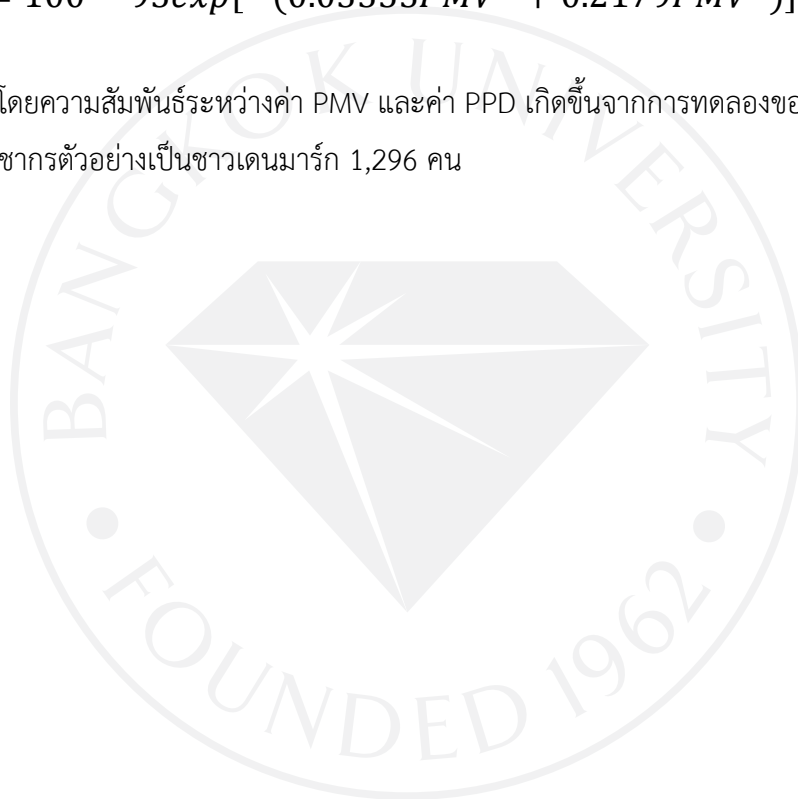 = 100 − 95exp[−(0.03353PMV⁴ + 0.2179PMV²)]
โดยความสัมพันธ์ระหว่างค่า PMV และค่า PPD เกิดขึ้นจากการทดลองขอ
ชากรตัวอย่างเป็นชาวเดนมาร์ก 1,296 คน
BANGKOK UNIVERSITY
FOUNDED 1962